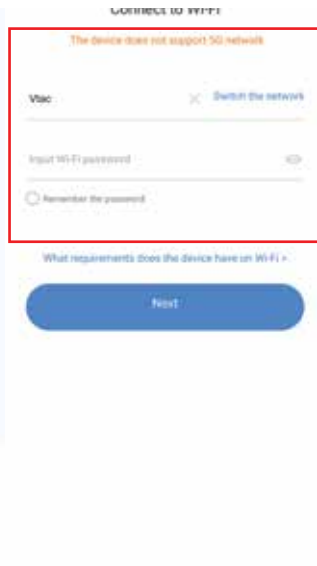 Connect to Wi-Fi
The device does not support 5G network
Vtac Switch the network
Input Wi-Fi password
Remember the password
What requirements does the device have on Wi-Fi >
Next